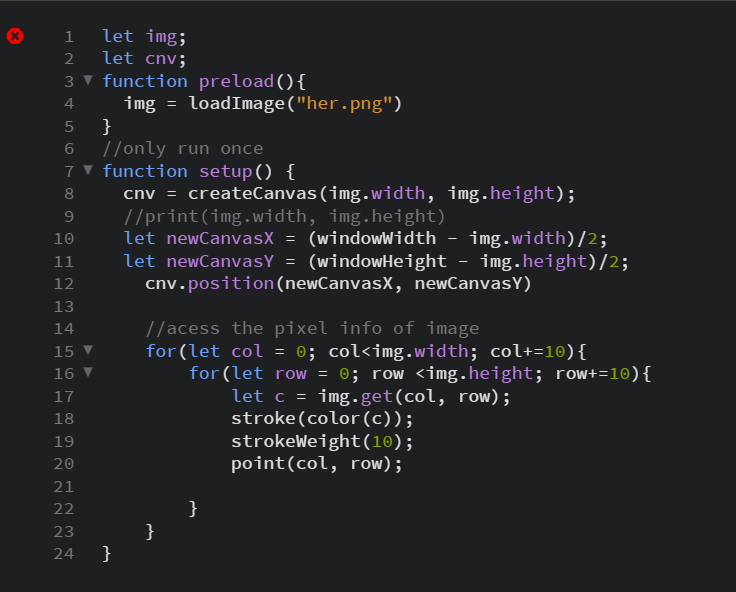 1 let img;
2 let cnv;
3 function preload(){
4 img = loadImage("her.png")
5 }
6 //only run once
7 function setup() {
8 cnv = createCanvas(img.width, img.height);
9 //print(img.width, img.height)
10 let newCanvasX = (windowWidth - img.width)/2;
11 let newCanvasY = (windowHeight - img.height)/2;
12 cnv.position(newCanvasX, newCanvasY)
13
14 //acess the pixel info of image
15 for(let col = 0; col<img.width; col+=10){
16 for(let row = 0; row <img.height; row+=10){
17 let c = img.get(col, row);
18 stroke(color(c));
19 strokeWeight(10);
20 point(col, row);
21
22 }
23 }
24 }